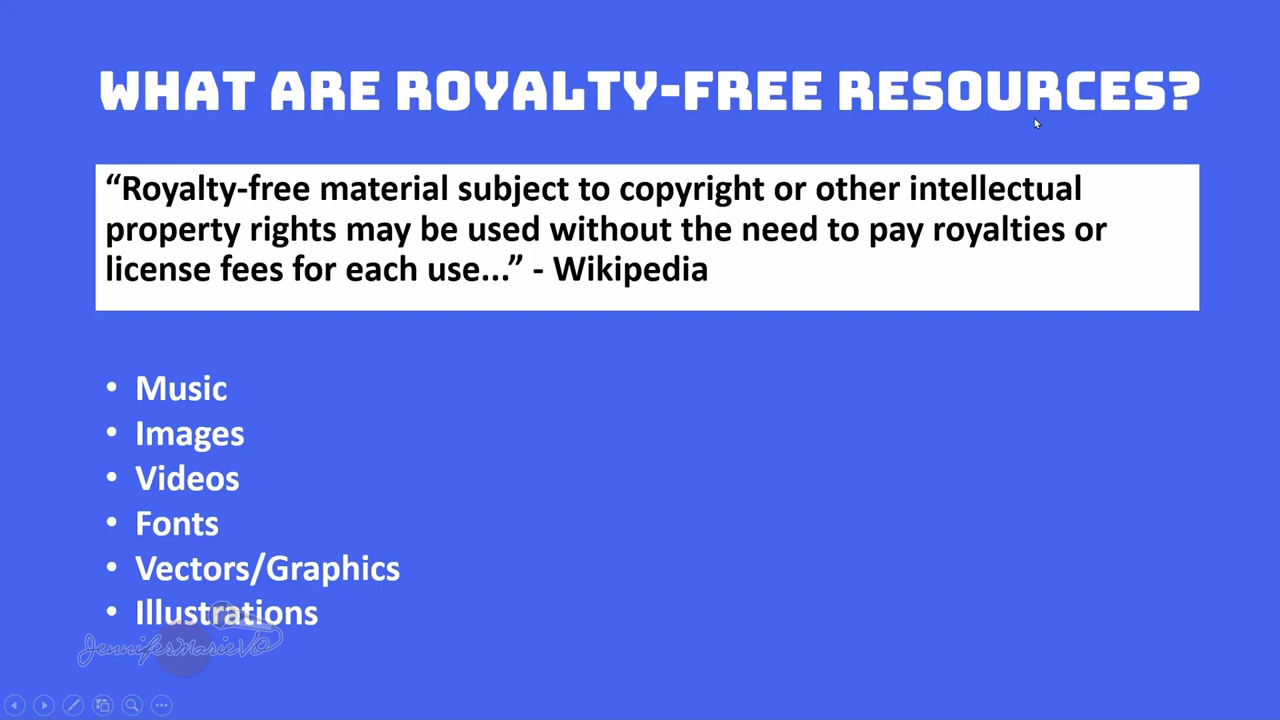 WHAT ARE ROYALTY-FREE RESOURCES?
“Royalty-free material subject to copyright or other intellectual
property rights may be used without the need to pay royalties or
license fees for each use...” - Wikipedia
• Music
• Images
• Videos
• Fonts
• Vectors/Graphics
• Illustrations
JenniferMarieVO